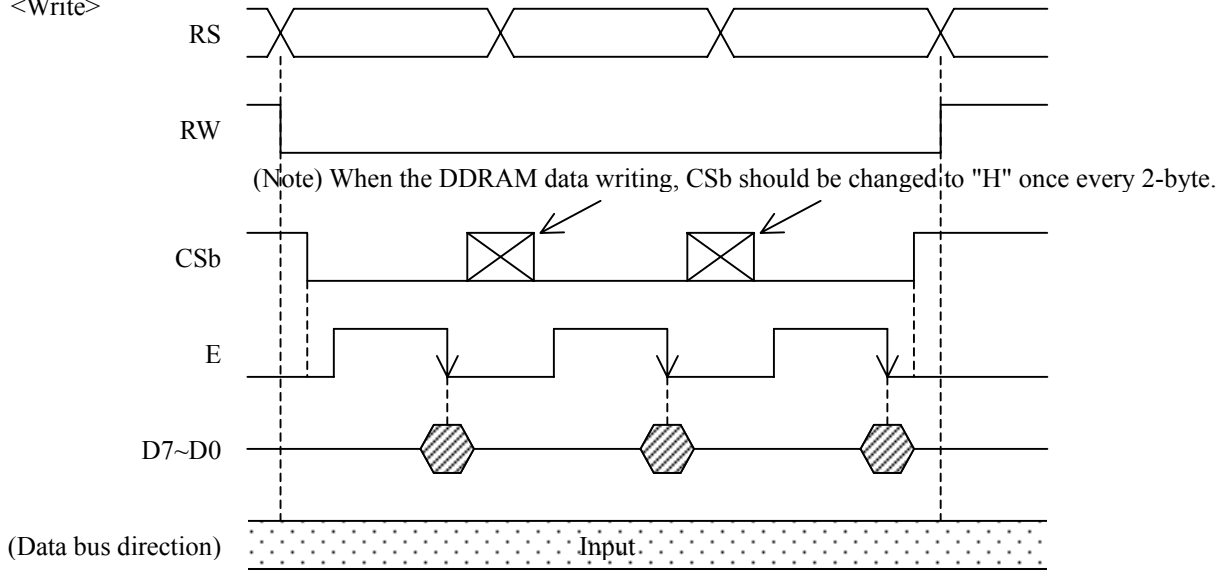 <Write>
RS
RW
(Note) When the DDRAM data writing, CSb should be changed to "H" once every 2-byte.
CSb
E
D7~D0
(Data bus direction) Input